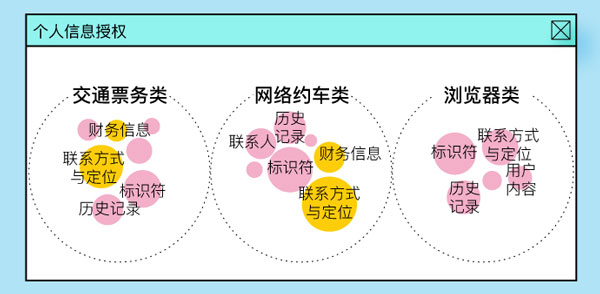 个人信息授权
交通票务类
财务信息
联系方式
与定位
标识符
历史记录
网络约车类
历史
记录
联系人
标识符
财务信息
联系方式
与定位
浏览器类
联系方式
与定位
标识符
用户
内容
历史
记录